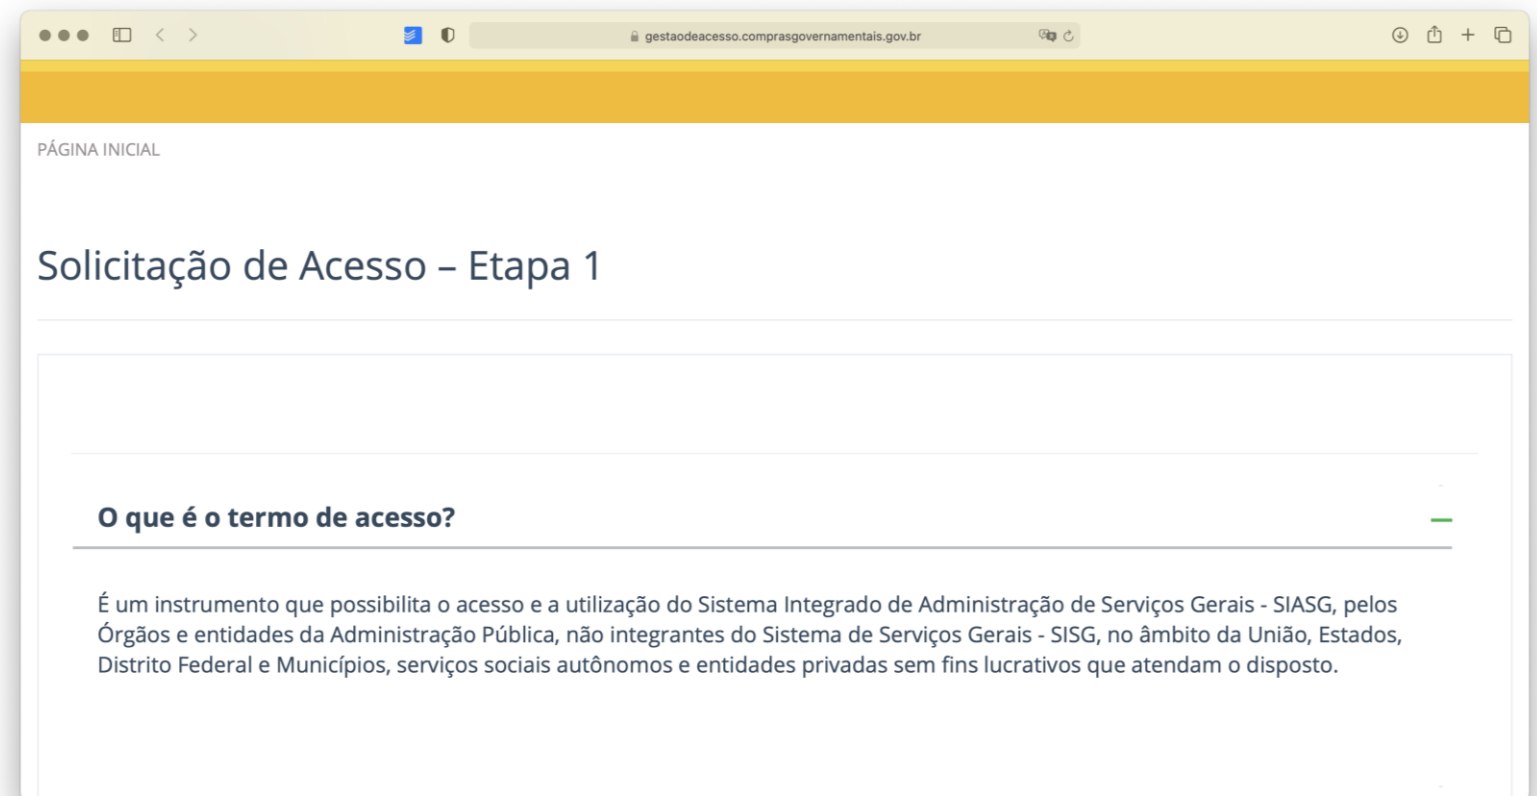 gestaodeacesso.comprasgovernamentais.gov.br
PÁGINA INICIAL
Solicitação de Acesso – Etapa 1
O que é o termo de acesso?
É um instrumento que possibilita o acesso e a utilização do Sistema Integrado de Administração de Serviços Gerais - SIASG, pelos
Órgãos e entidades da Administração Pública, não integrantes do Sistema de Serviços Gerais - SISG, no âmbito da União, Estados,
Distrito Federal e Municípios, serviços sociais autônomos e entidades privadas sem fins lucrativos que atendam o disposto.